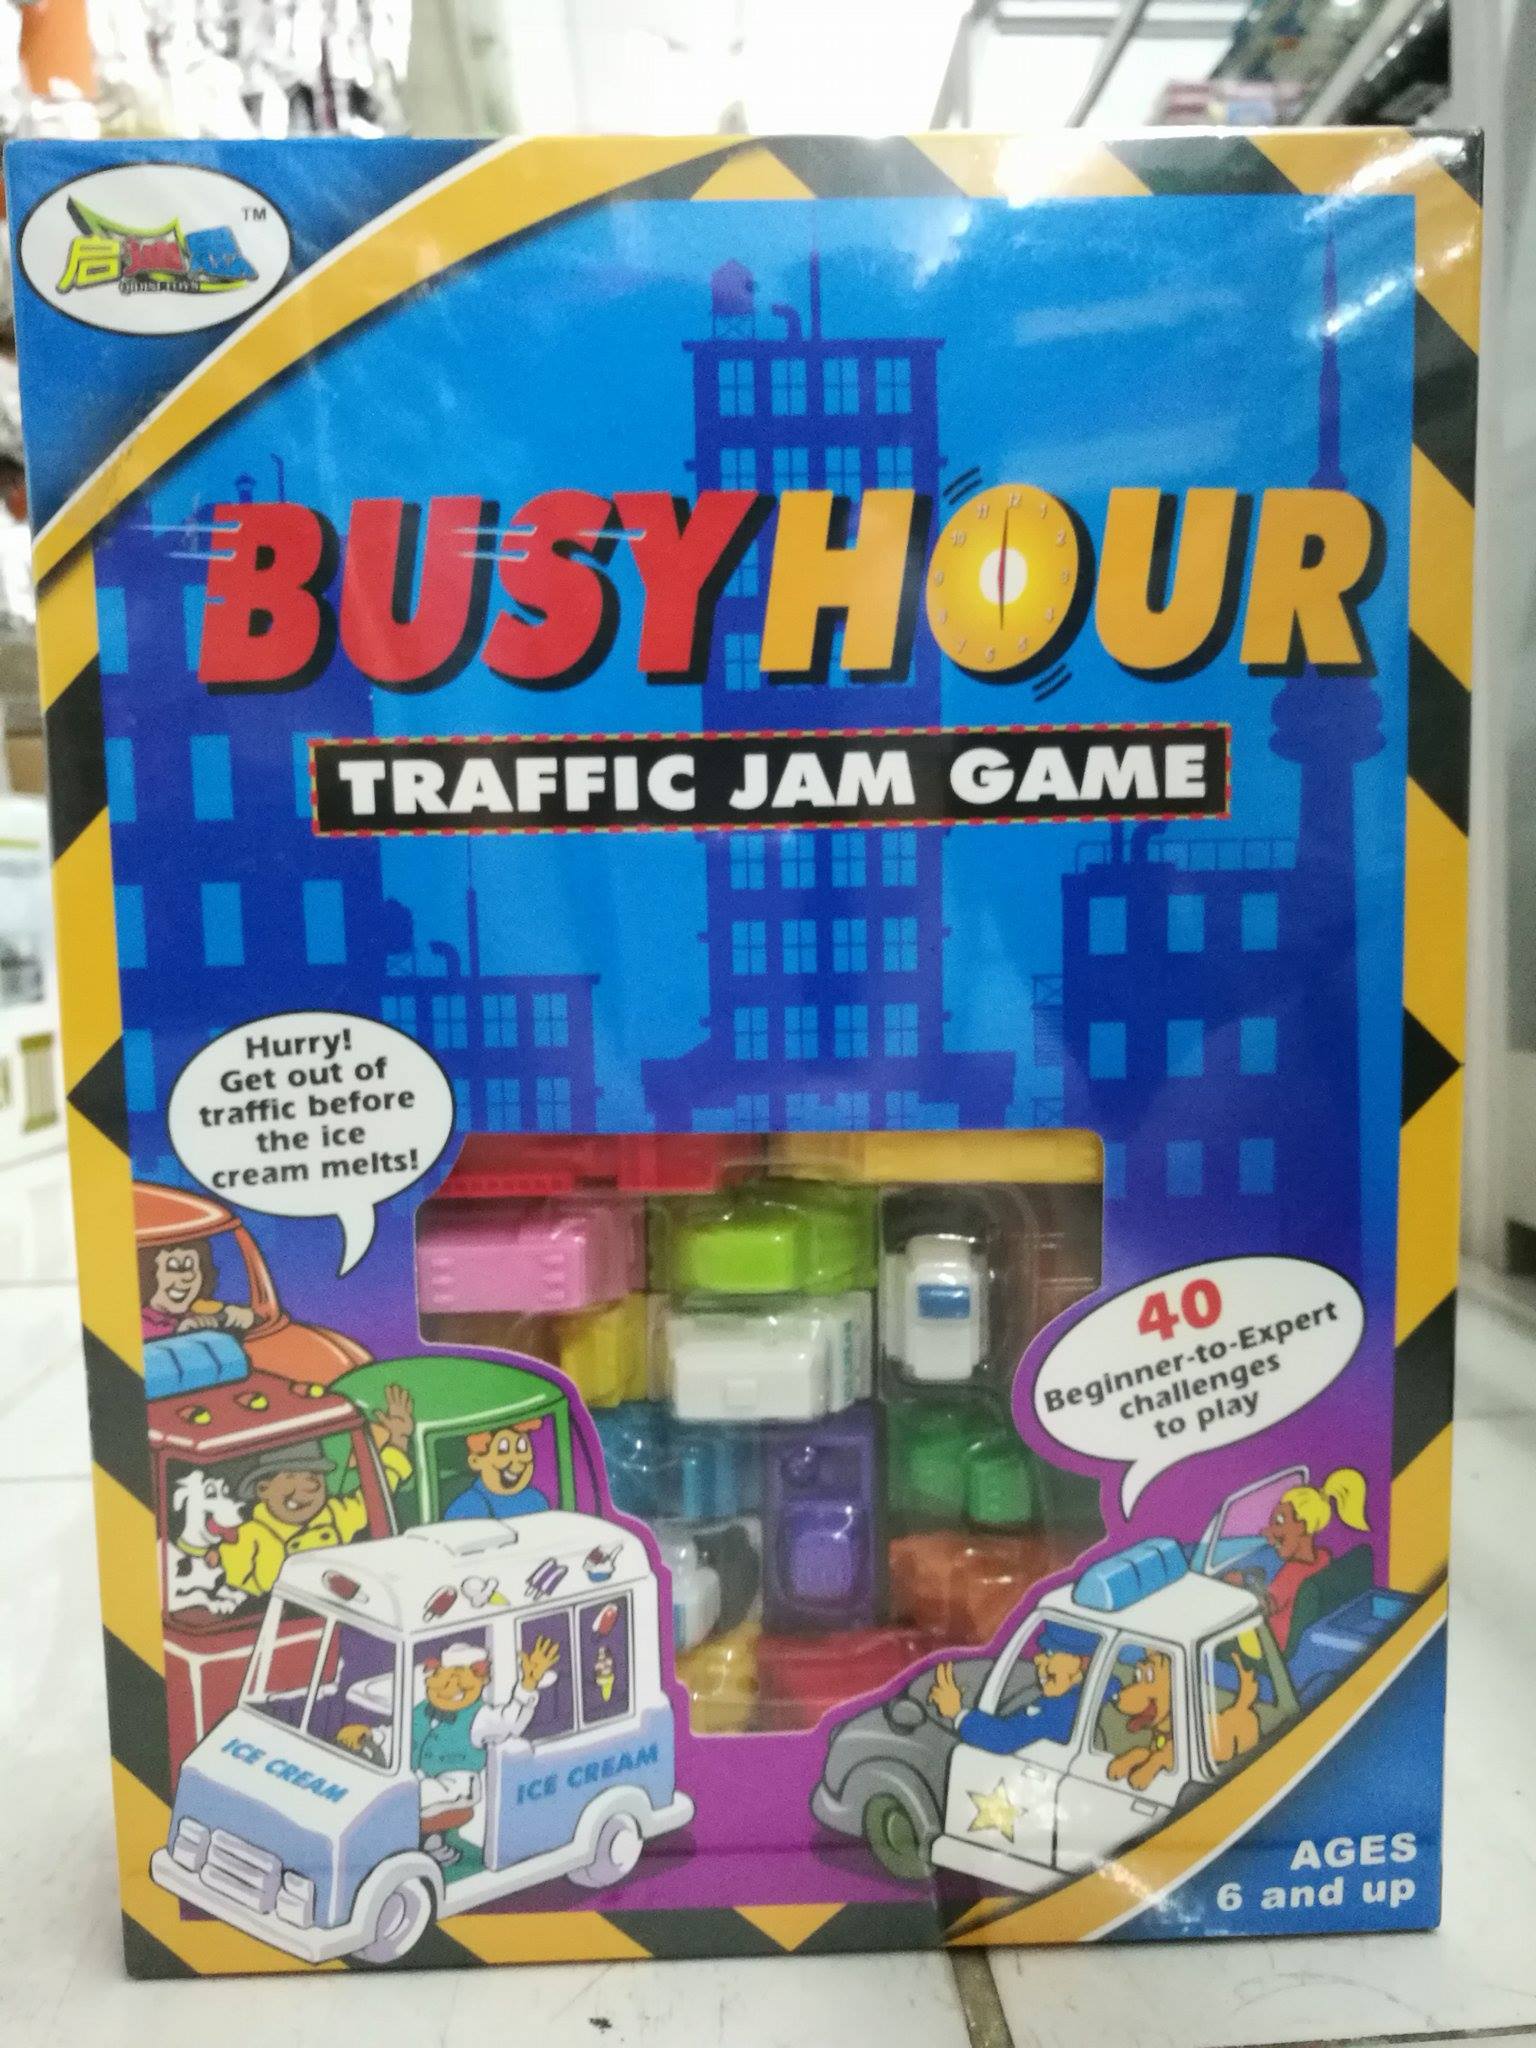 TM
BUSY HOUR
TRAFFIC JAM GAME
Hurry!
Get out of
traffic before
the ice
cream melts!
40
Beginner-to-Expert
challenges
to play
ICE CREAM
ICE CREAM
AGES
6 and up